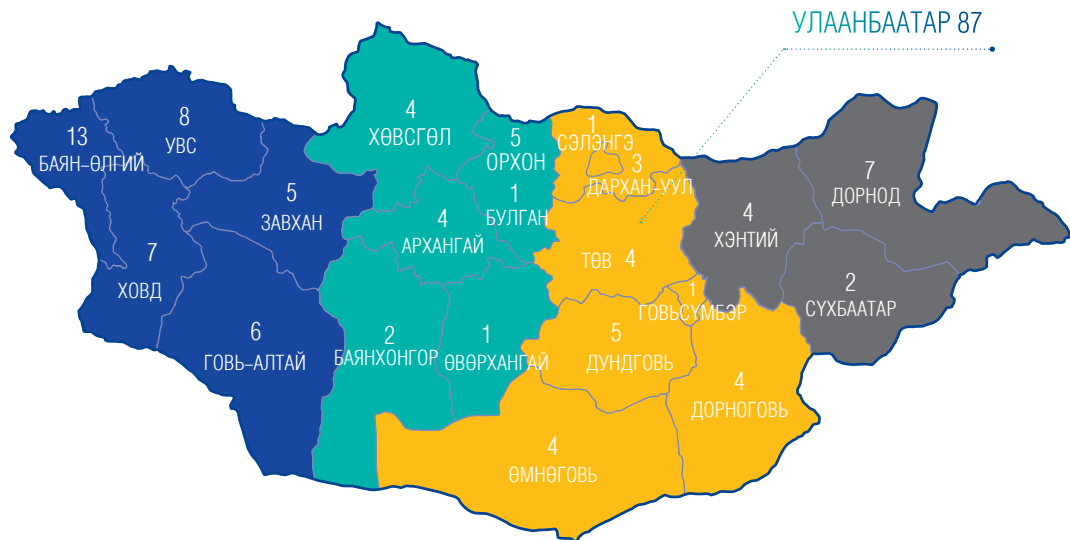 УЛААНБААТАР 87
13
БАЯН–ӨЛГИЙ
8
УВС
5
ЗАВХАН
7
ХОВД
6
ГОВЬ–АЛТАЙ
4
ХӨВСГӨЛ
5
ОРХОН
1
БУЛГАН
4
АРХАНГАЙ
2
БАЯНХОНГОР
1
ӨВӨРХАНГАЙ
1
СЭЛЭНГЭ
3
ДАРХАН–УУЛ
ТӨВ 4
1
ГОВЬСҮМБЭР
5
ДУНДГОВЬ
4
ДОРНОГОВЬ
4
ӨМНӨГОВЬ
4
ХЭНТИЙ
7
ДОРНОД
2
СҮХБААТАР